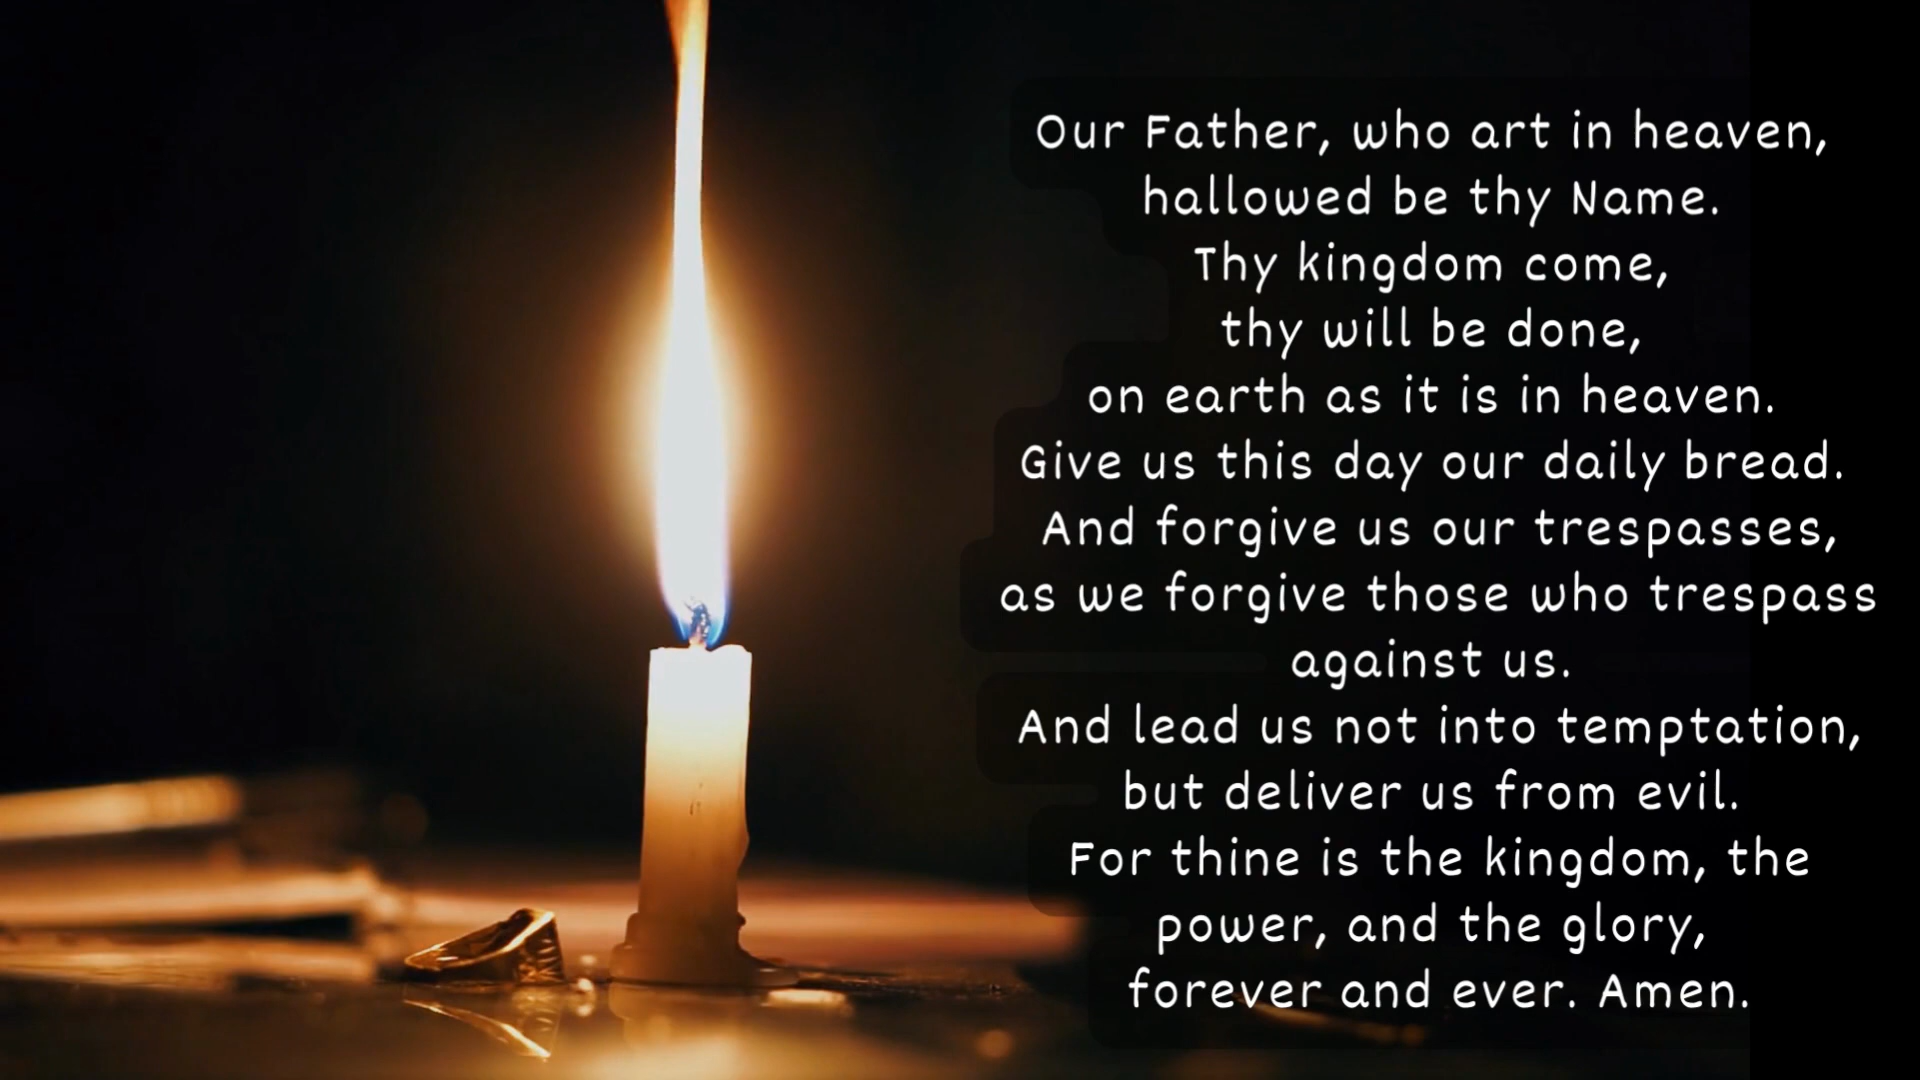 Our Father, who art in heaven,
hallowed be thy Name.
Thy kingdom come,
thy will be done,
on earth as it is in heaven.
Give us this day our daily bread.
And forgive us our trespasses,
as we forgive those who trespass
against us.
And lead us not into temptation,
but deliver us from evil.
For thine is the kingdom, the
power, and the glory,
forever and ever. Amen.